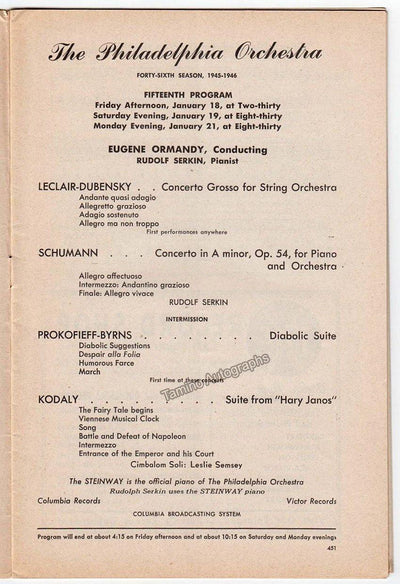 The Philadelphia Orchestra
FORTY-SIXTH SEASON, 1945-1946
FIFTEENTH PROGRAM
Friday Afternoon, January 18, at Two-thirty
Saturday Evening, January 19, at Eight-thirty
Monday Evening, January 21, at Eight-thirty
EUGENE ORMANDY, Conducting
RUDOLF SERKIN, Pianist
LECLAIR-DUBENSKY . . Concerto Grosso for String Orchestra
Andante quasi adagio
Allegretto grazioso
Adagio sostenuto
Allegro ma non troppo
First performances anywhere
SCHUMANN . . . Concerto in A minor, Op. 54, for Piano
and Orchestra
Allegro affectuoso
Intermezzo: Andantino grazioso
Finale: Allegro vivace
RUDOLF SERKIN
INTERMISSION
PROKOFIEFF-BYRNS . . . . . . . . Diabolic Suite
Diabolic Suggestions
Despair alla Folia
Humorous Farce
March
First time at these concerts
Tamino Autographs
KODALY . . . . . . . . Suite from "Hary Janos"
The Fairy Tale begins
Viennese Musical Clock
Song
Battle and Defeat of Napoleon
Intermezzo
Entrance of the Emperor and his Court
Cimbalom Soli: Leslie Semsey
The STEINWAY is the official piano of The Philadelphia Orchestra
Rudolph Serkin uses the STEINWAY piano
Columbia Records Victor Records
COLUMBIA BROADCASTING SYSTEM
Program will end at about 4:15 on Friday afternoon and at about 10:15 on Saturday and Monday evenings
451